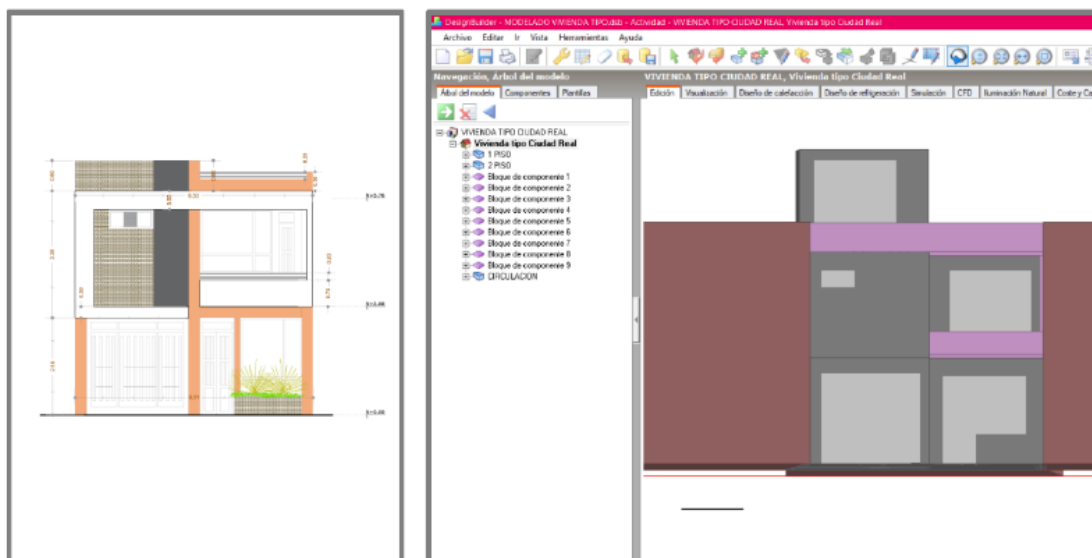 DesignBuilder - MODELADO VIVIENDA TIPO.dsb - Actividad - VIVIENDA TIPO CIUDAD REAL, Vivienda tipo Ciudad Real
Archivo Editar Ir Vista Herramientas Ayuda
Navegación, Árbol del modelo
VIVIENDA TIPO CIUDAD REAL, Vivienda tipo Ciudad Real
Árbol del modelo Componentes Plantillas
Edición Visualización Diseño de calefacción Diseño de refrigeración Simulación CFD Iluminación Natural Coste y Ca
VIVIENDA TIPO CIUDAD REAL
Vivienda tipo Ciudad Real
1 PISO
2 PISO
Bloque de componente 1
Bloque de componente 2
Bloque de componente 3
Bloque de componente 4
Bloque de componente 5
Bloque de componente 6
Bloque de componente 7
Bloque de componente 8
Bloque de componente 9
CIRCULACIÓN